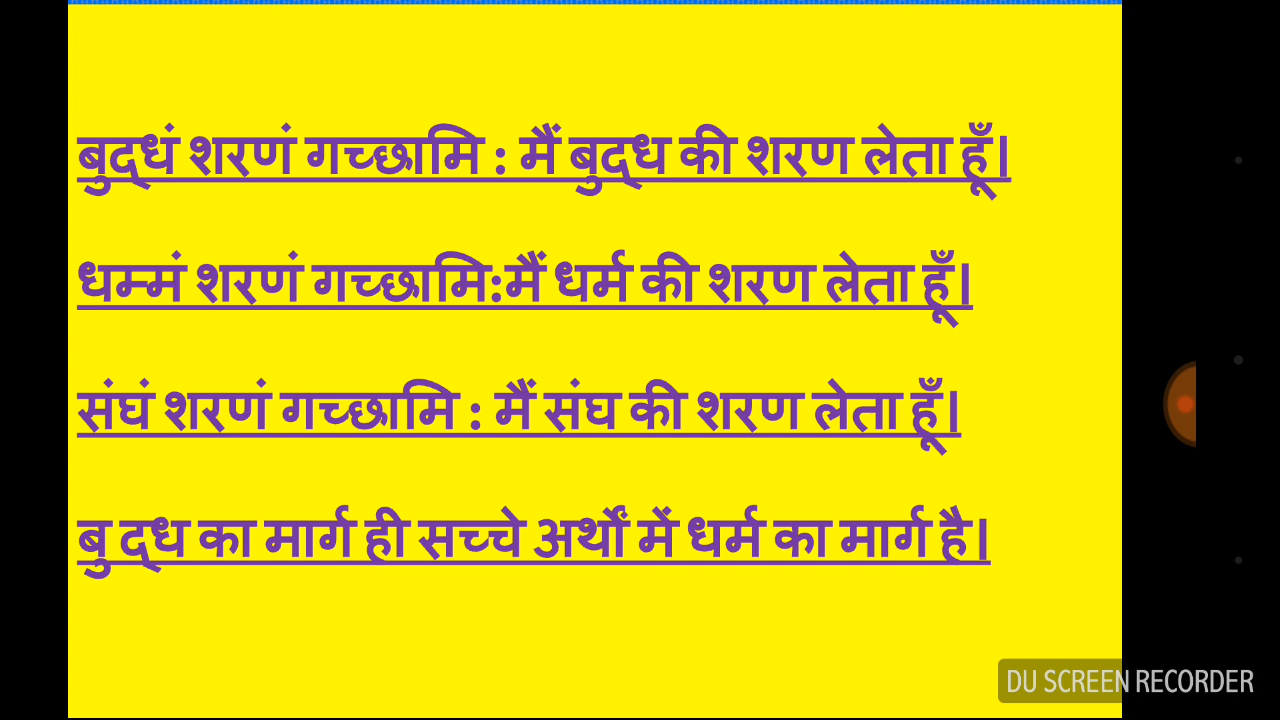 बुद्धं शरणं गच्छामि : मैं बुद्ध की शरण लेता हूँ।
धम्मं शरणं गच्छामि:मैं धर्म की शरण लेता हूँ।
संघं शरणं गच्छामि : मैं संघ की शरण लेता हूँ।
बु द्ध का मार्ग ही सच्चे अर्थों में धर्म का मार्ग है।
DU SCREEN RECORDER